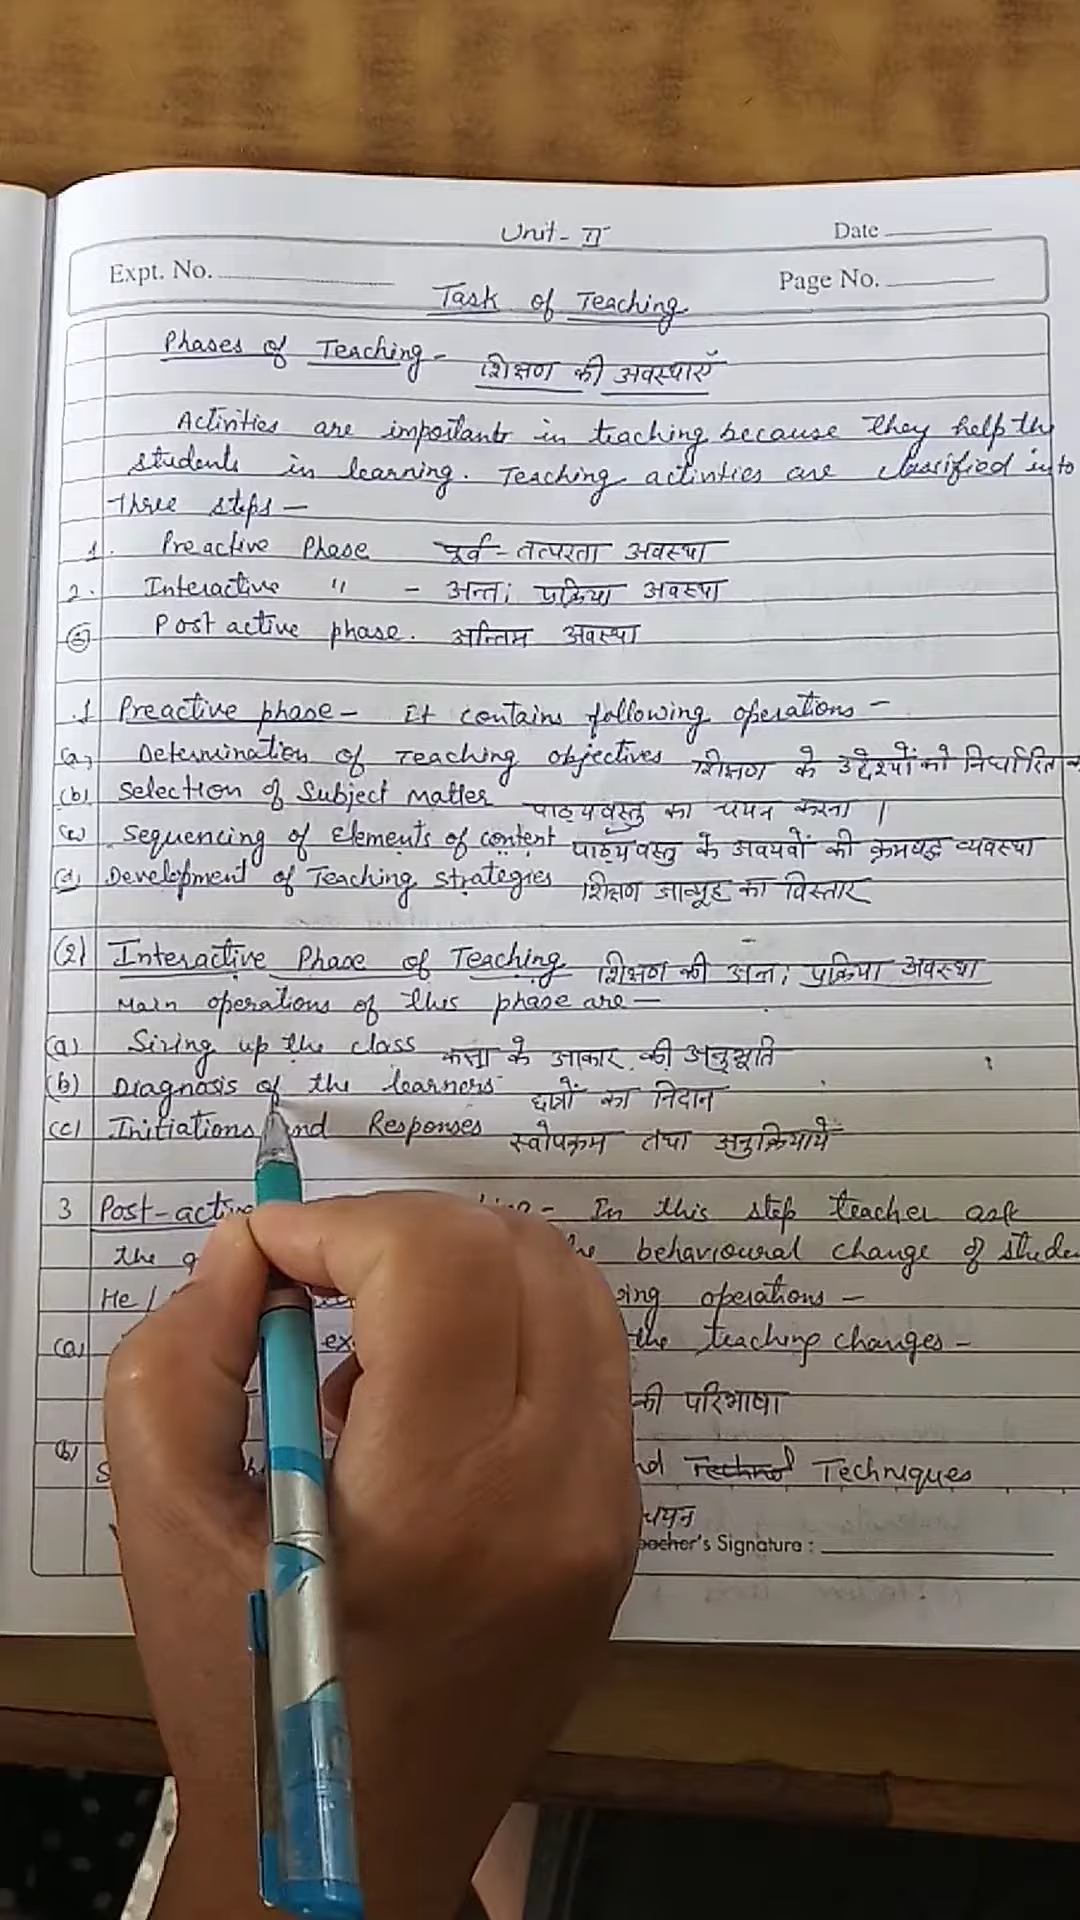 Unit - II
Date
Expt. No.
Page No.
Task of Teaching
Phases of Teaching - शिक्षण की अवस्थाएँ
Activities are important in teaching because they help the
students in learning. Teaching activities are classified into
three steps —
1. Preactive Phase पूर्व - तत्परता अवस्था
2. Interactive " - अन्त: प्रक्रिया अवस्था
③ Post active phase. अन्तिम अवस्था
1 Preactive phase - it contains following operations -
(a) Determination of Teaching objectives शिक्षण के उद्देश्यों को निर्धारित
(b) Selection of Subject Matter पाठ्यवस्तु का चयन करना ।
(c) Sequencing of Elements of content पाठ्यवस्तु के अवयवों की क्रमबद्ध व्यवस्था
(d) Development of Teaching strategies शिक्षण का विस्तार
(2) Interactive Phase of Teaching शिक्षण की अन्त: प्रक्रिया अवस्था
Main operations of this phase are —
(a) Sizing up the class कक्षा के आकार की अनुभूति
(b) Diagnosis of the learners छात्रों का निदान
(c) Initiations and Responses स्वोपक्रम तथा अनुक्रियायें
3 Post-active - In this step teacher ask
the behavioural change of
He / operations —
(a) the teaching changes -
की परिभाषा
(b) Techniques
चयन
's Signature :